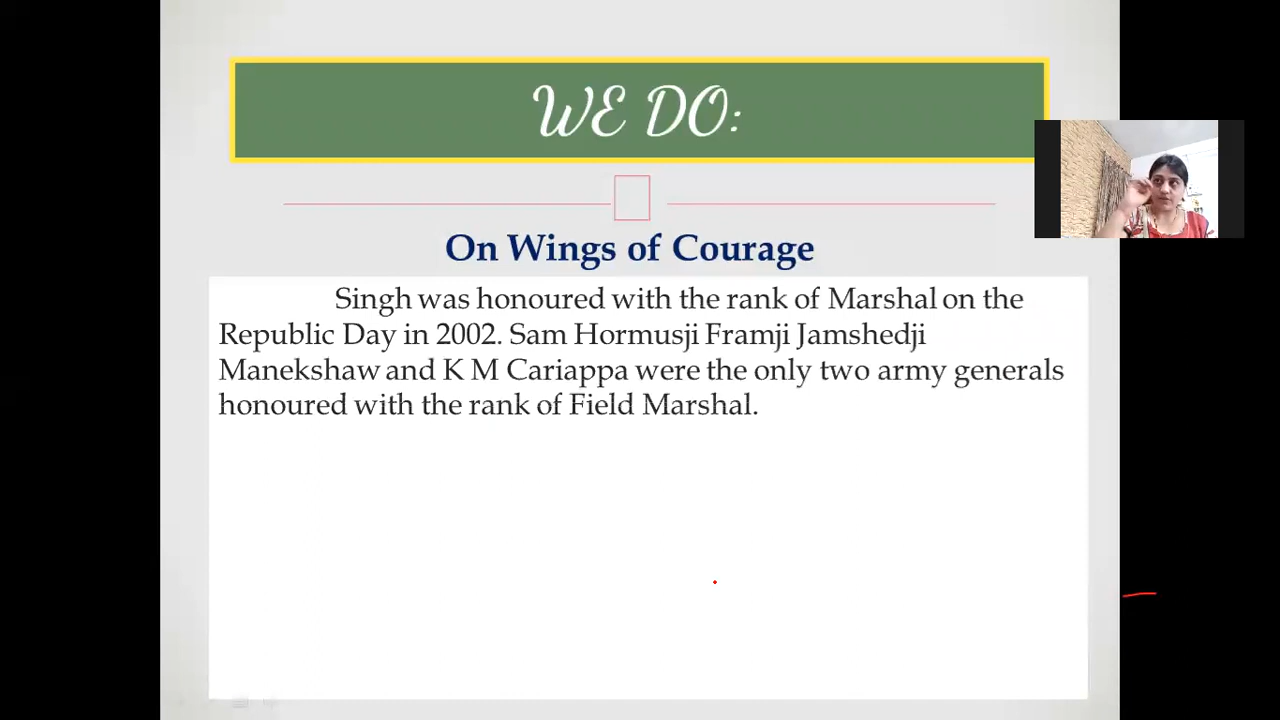 WE DO:
On Wings of Courage
Singh was honoured with the rank of Marshal on the
Republic Day in 2002. Sam Hormusji Framji Jamshedji
Manekshaw and K M Cariappa were the only two army generals
honoured with the rank of Field Marshal.